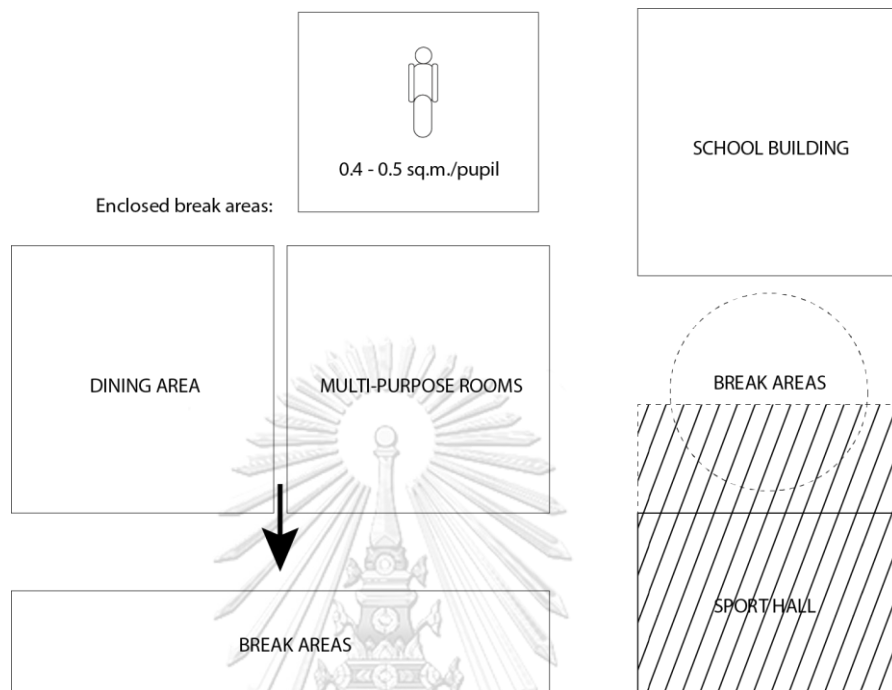 0.4 - 0.5 sq.m./pupil
Enclosed break areas:
DINING AREA
MULTI-PURPOSE ROOMS
BREAK AREAS
SCHOOL BUILDING
BREAK AREAS
SPORT HALL